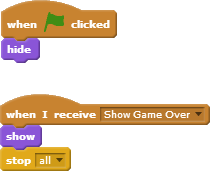 when clicked
hide
when I receive Show Game Over
show
stop all